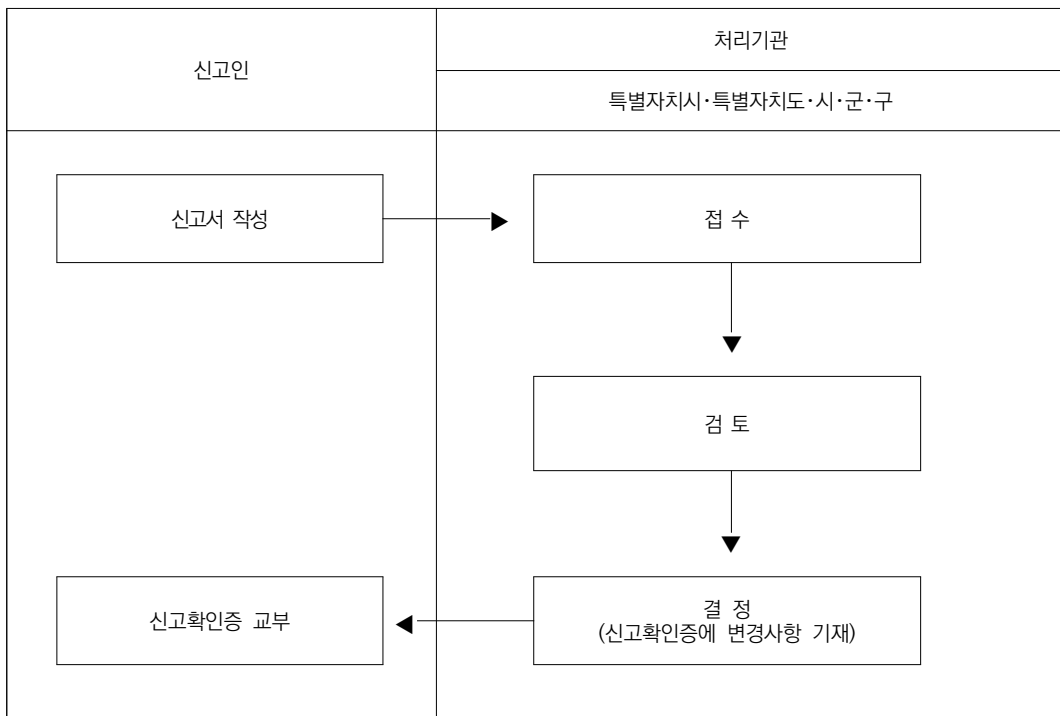 신고인
처리기관
특별자치시·특별자치도·시·군·구
신고서 작성
접 수
검 토
결 정
(신고확인증에 변경사항 기재)
신고확인증 교부